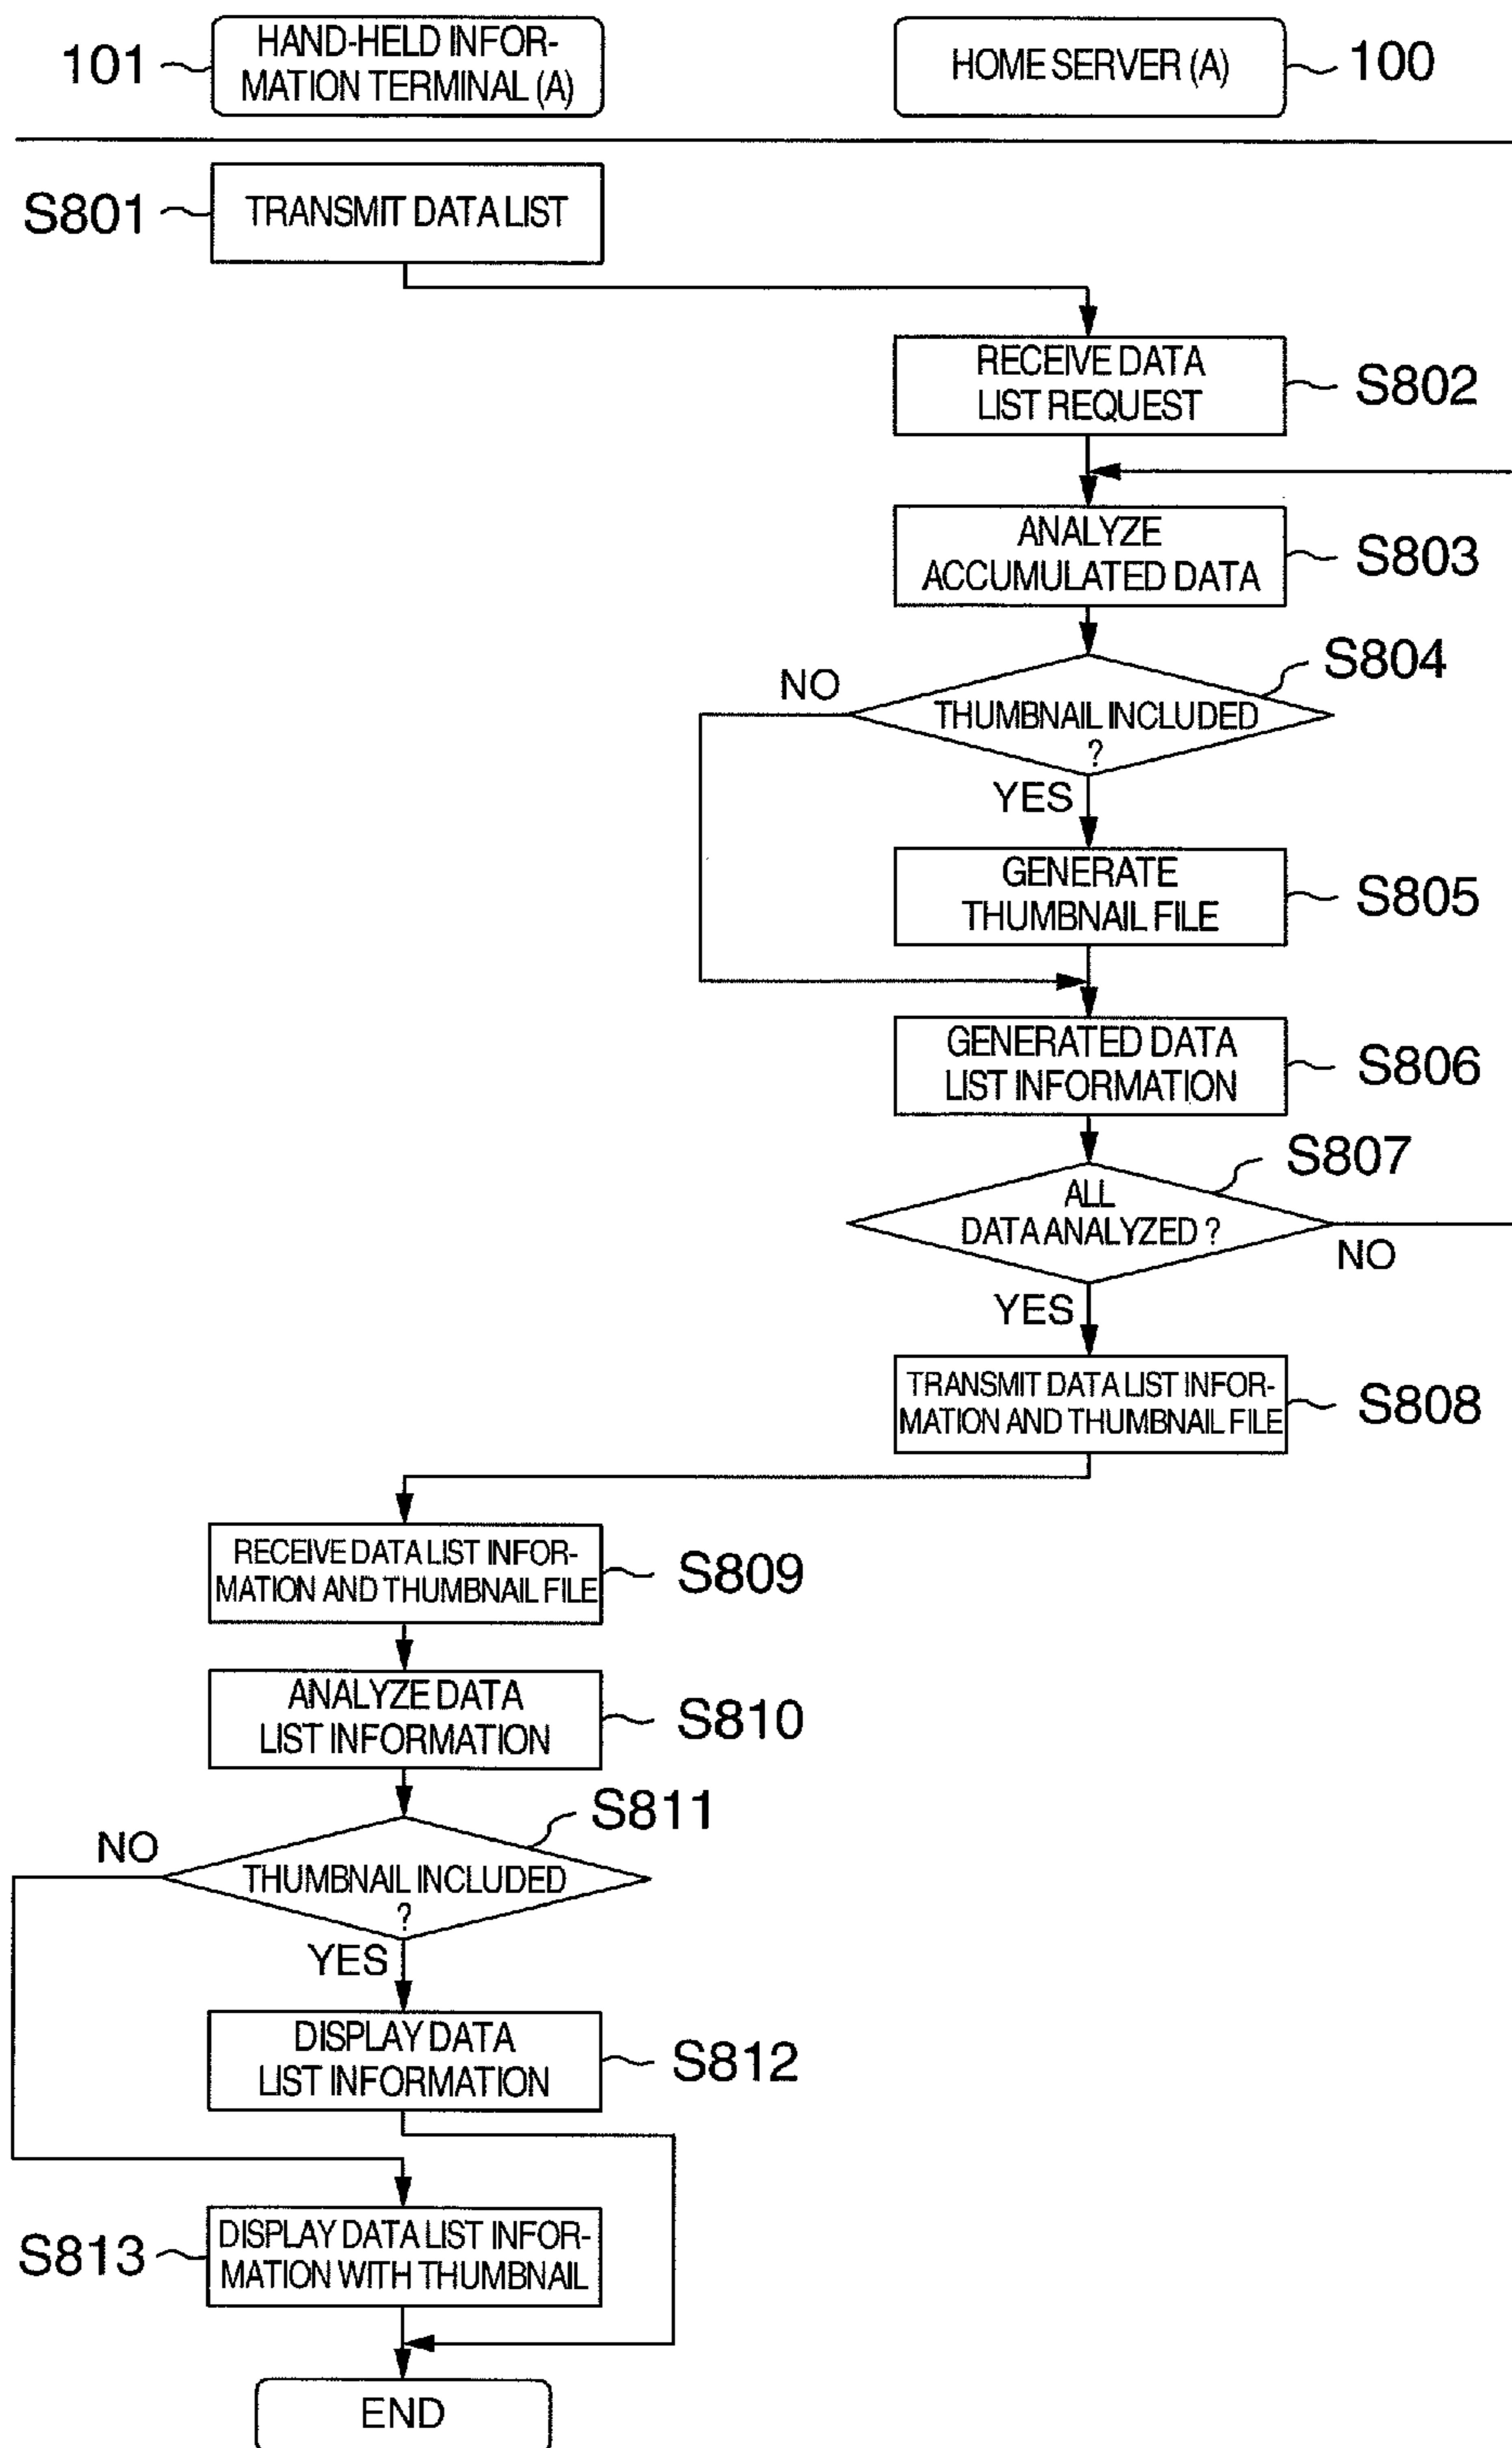 101
HAND-HELD INFOR-
MATION TERMINAL (A)
HOME SERVER (A)
100
S801
TRANSMIT DATA LIST
RECEIVE DATA
LIST REQUEST
S802
ANALYZE
ACCUMULATED DATA
S803
S804
NO
THUMBNAIL INCLUDED
?
YES
GENERATE
THUMBNAIL FILE
S805
GENERATED DATA
LIST INFORMATION
S806
S807
ALL
DATA ANALYZED ?
NO
YES
TRANSMIT DATA LIST INFOR-
MATION AND THUMBNAIL FILE
S808
RECEIVE DATA LIST INFOR-
MATION AND THUMBNAIL FILE
S809
ANALYZE DATA
LIST INFORMATION
S810
S811
NO
THUMBNAIL INCLUDED
?
YES
DISPLAY DATA
LIST INFORMATION
S812
S813
DISPLAY DATA LIST INFOR-
MATION WITH THUMBNAIL
END